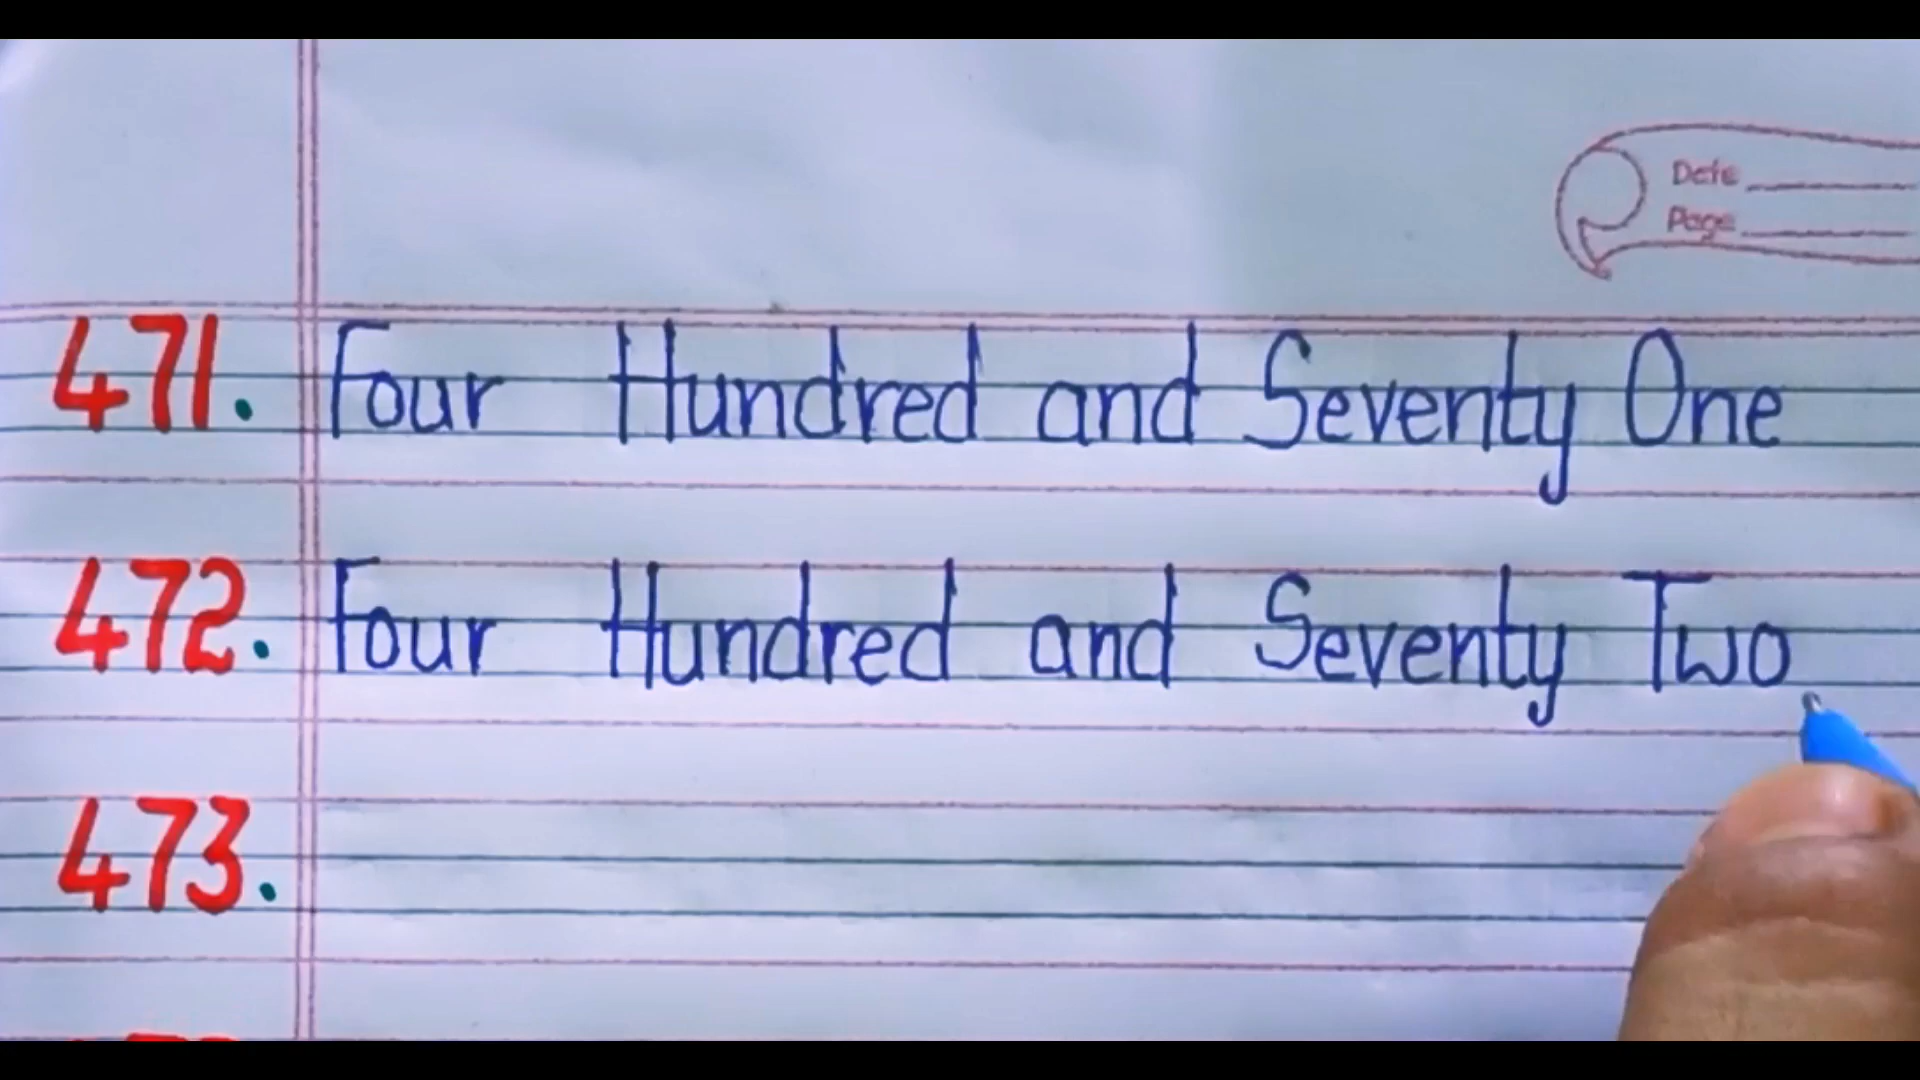 Date
Page
471. Four Hundred and Seventy One
472. Four Hundred and Seventy Two
473.